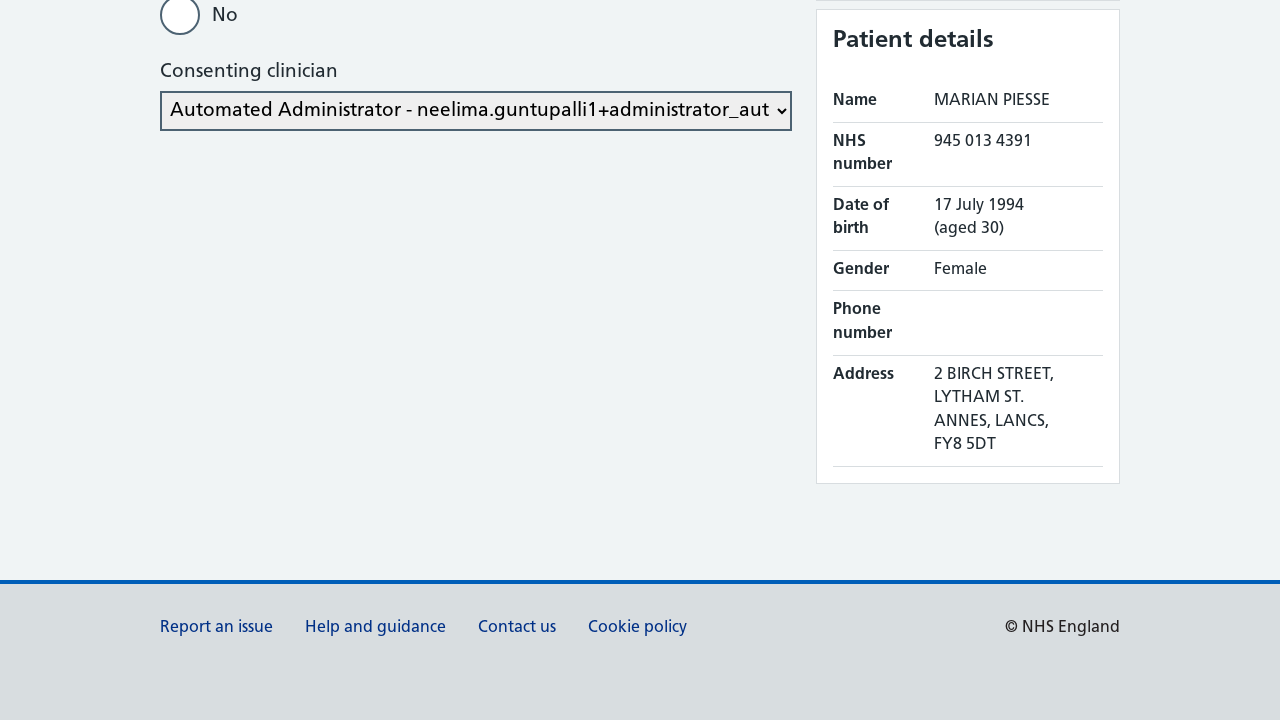 No
Consenting clinician
Automated Administrator - neelima.guntupalli1+administrator_aut
Patient details
Name MARIAN PIESSE
NHS number 945 013 4391
Date of birth 17 July 1994 (aged 30)
Gender Female
Phone number
Address 2 BIRCH STREET,
LYTHAM ST.
ANNES, LANCS,
FY8 5DT
Report an issue Help and guidance Contact us Cookie policy © NHS England